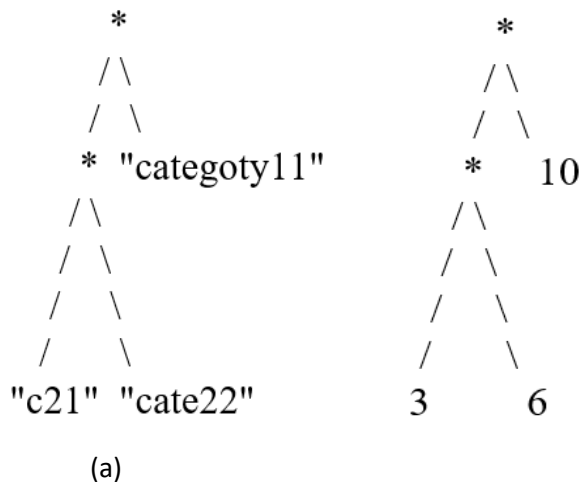 * *
* "categoty11" * 10
"c21" "cate22" 3 6
(a)